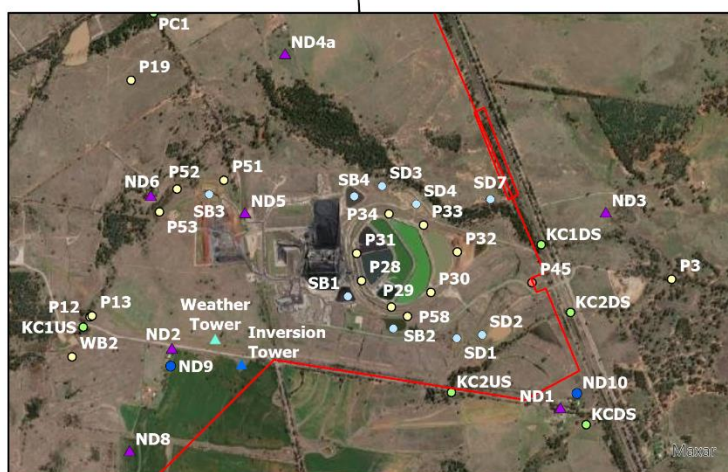 PC1
ND4a
P19
P51
P52
SD3
ND6
SB4
SD4
SD7
SB3
ND5
ND3
P53
P34
P33
KC1DS
P31
P32
P28
P45
P3
P30
SB1
P29
P12
P13
Weather
Tower
KC2DS
KC1US
P58
SB2
SD2
SD1
Inversion
Tower
ND2
WB2
ND9
KC2US
ND10
ND1
KCDS
ND8
Maxar